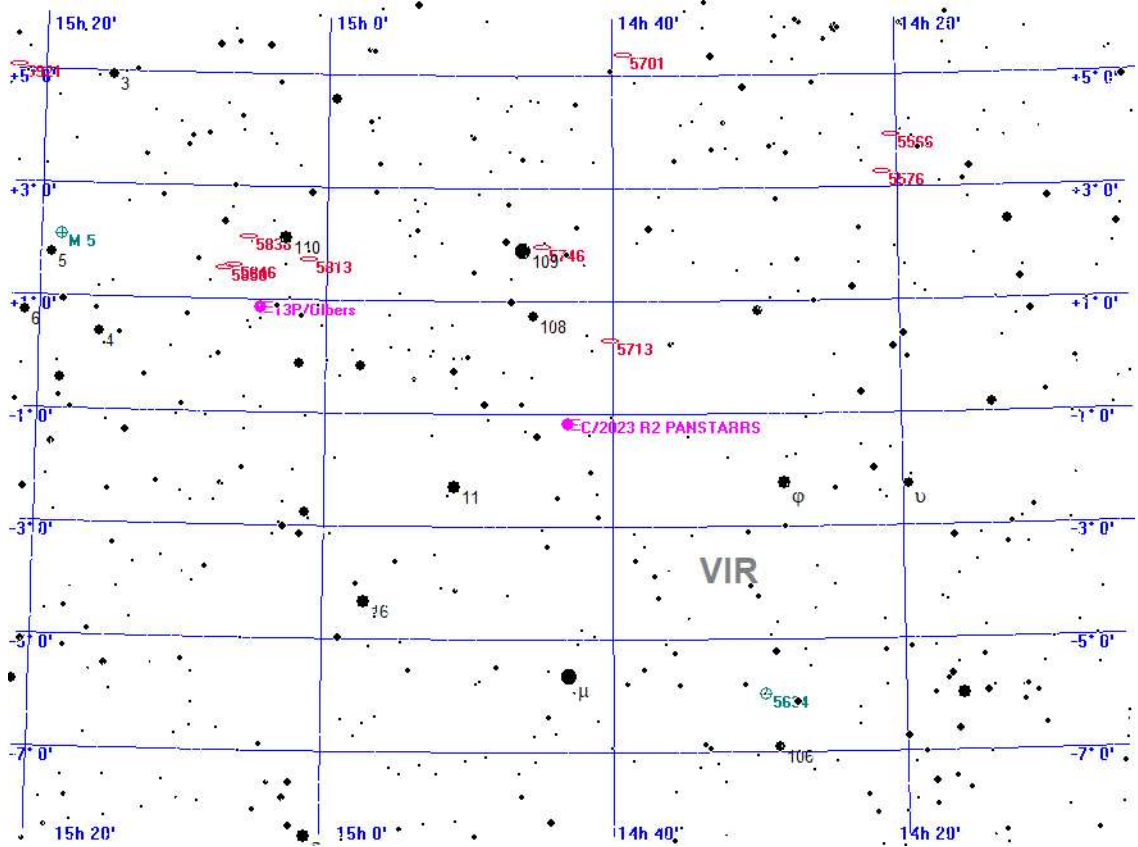 15h 20'
15h 0'
14h 40'
14h 20'
5701
+5° 0'
3
+5° 0'
5566
5576
+3° 0'
+3° 0'
M 5
5
110
5813
109
5746
+1° 0'
6
4
13P/Olbers
108
+1° 0'
5713
-1° 0'
C/2023 R2 PANSTARRS
-1° 0'
11
φ
υ
-3° 0'
-3° 0'
VIR
16
-5° 0'
-5° 0'
μ
5634
-7° 0'
106
-7° 0'
15h 20'
15h 0'
14h 40'
14h 20'